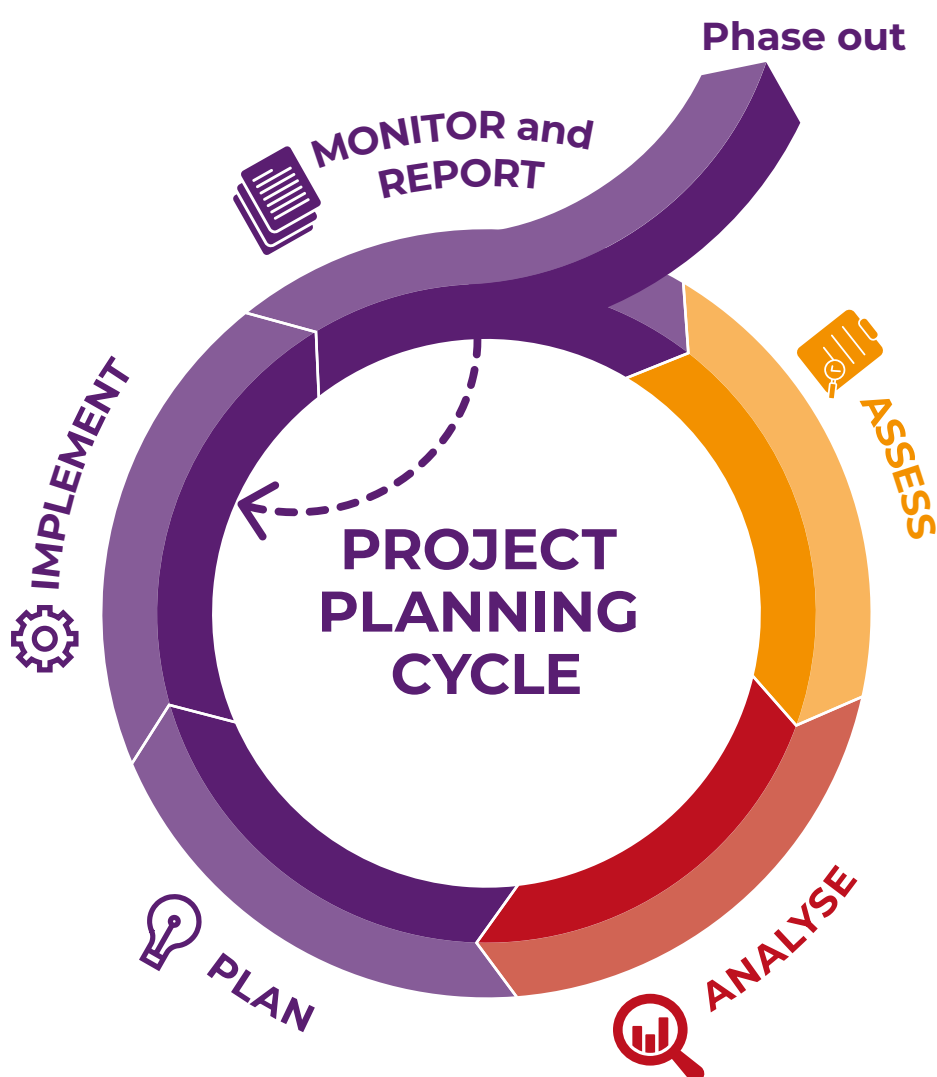 Phase out
MONITOR and
REPORT
ASSESS
IMPLEMENT
PROJECT
PLANNING
CYCLE
ANALYSE
PLAN